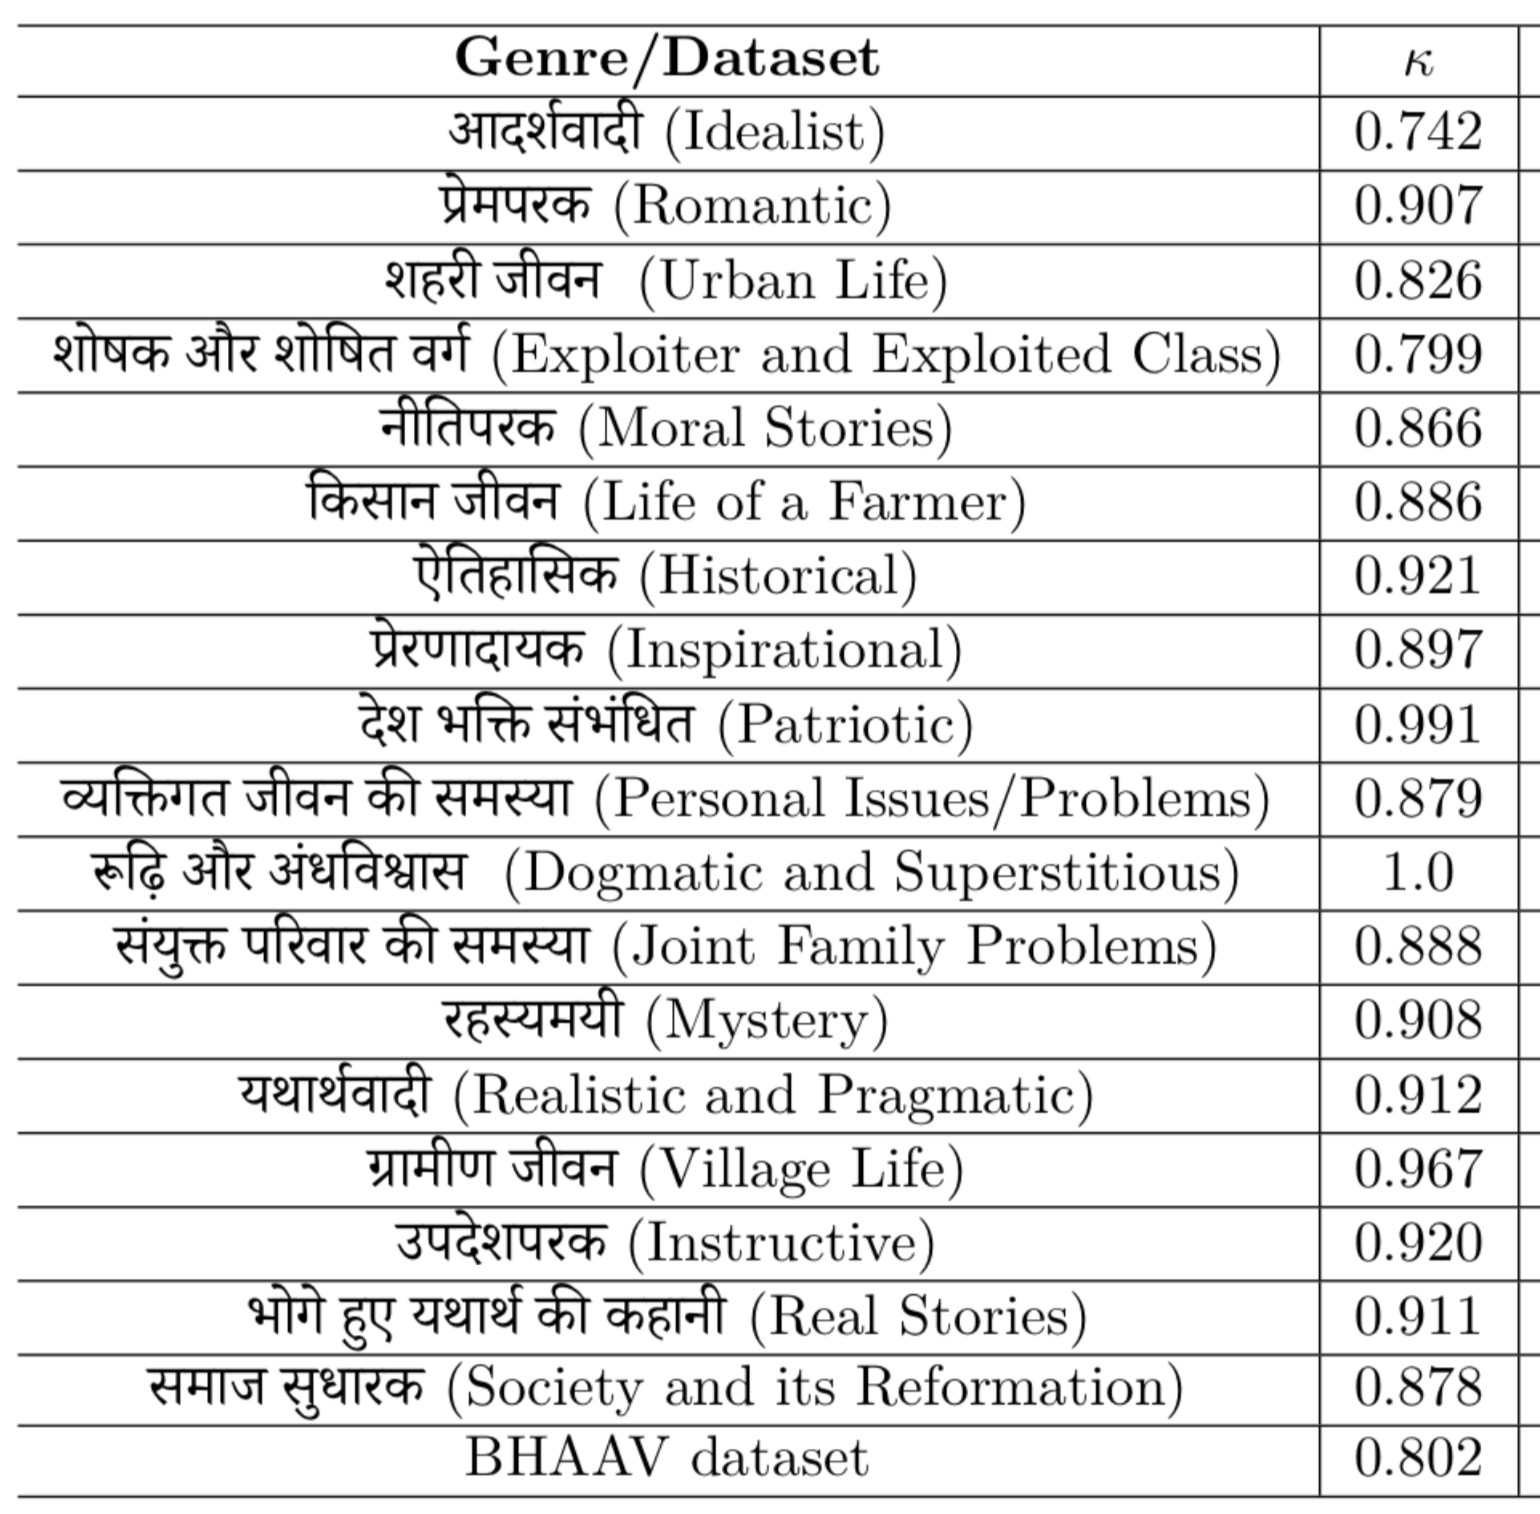 Genre/Dataset κ
आदर्शवादी (Idealist) 0.742
प्रेमपरक (Romantic) 0.907
शहरी जीवन (Urban Life) 0.826
शोषक और शोषित वर्ग (Exploiter and Exploited Class) 0.799
नीतिपरक (Moral Stories) 0.866
किसान जीवन (Life of a Farmer) 0.886
ऐतिहासिक (Historical) 0.921
प्रेरणादायक (Inspirational) 0.897
देश भक्ति संभंधित (Patriotic) 0.991
व्यक्तिगत जीवन की समस्या (Personal Issues/Problems) 0.879
रूढ़ि और अंधविश्वास (Dogmatic and Superstitious) 1.0
संयुक्त परिवार की समस्या (Joint Family Problems) 0.888
रहस्यमयी (Mystery) 0.908
यथार्थवादी (Realistic and Pragmatic) 0.912
ग्रामीण जीवन (Village Life) 0.967
उपदेशपरक (Instructive) 0.920
भोगे हुए यथार्थ की कहानी (Real Stories) 0.911
समाज सुधारक (Society and its Reformation) 0.878
BHAAV dataset 0.802